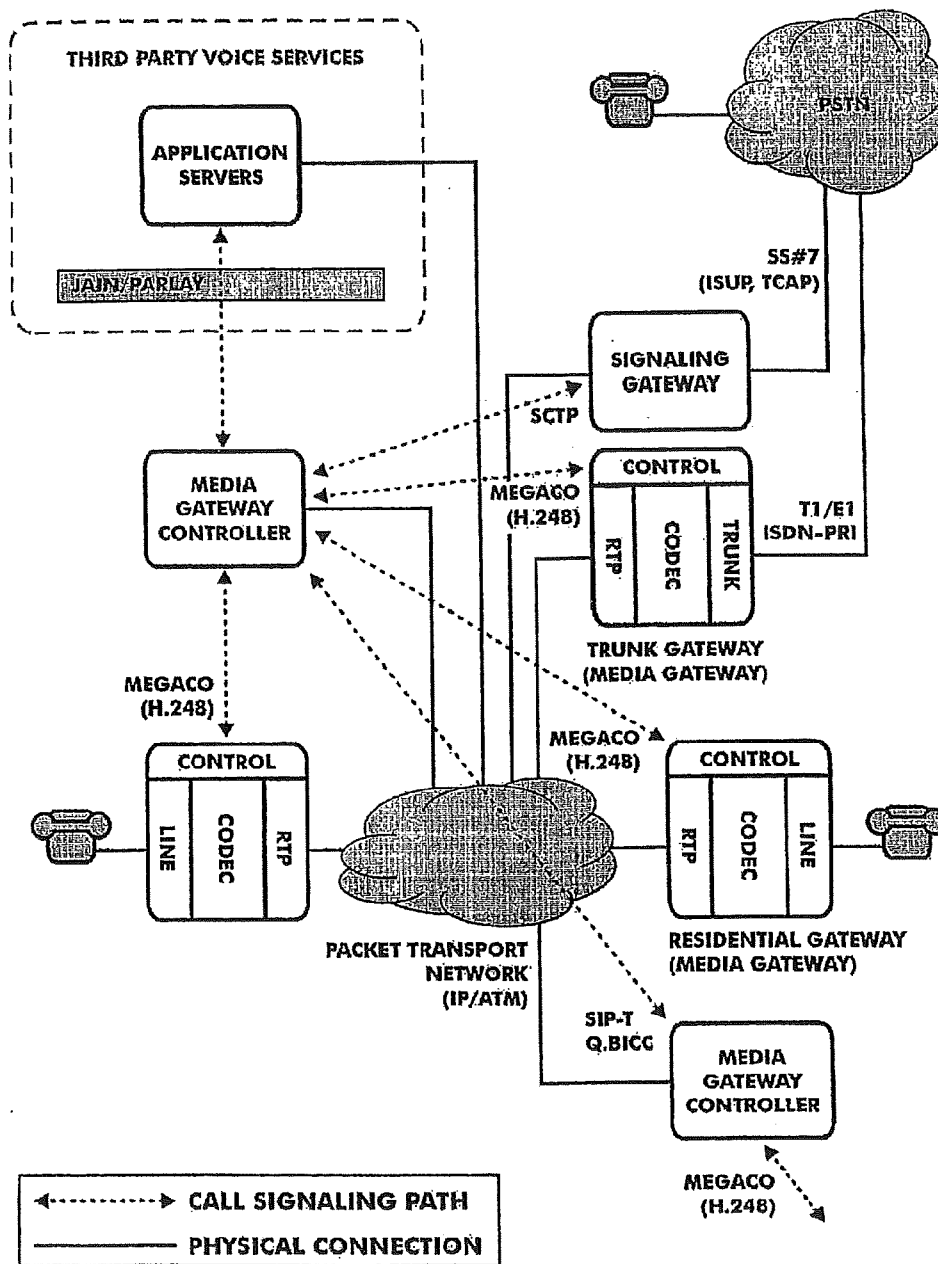 THIRD PARTY VOICE SERVICES
APPLICATION
SERVERS
JAIN/PARLAY
PSTN
SS#7
(ISUP, TCAP)
SIGNALING
GATEWAY
SCTP
MEDIA
GATEWAY
CONTROLLER
MEGACO
(H.248)
CONTROL
RTP
CODEC
TRUNK
T1/E1
ISDN-PRI
TRUNK GATEWAY
(MEDIA GATEWAY)
MEGACO
(H.248)
CONTROL
LINE
CODEC
RTP
MEGACO
(H.248)
CONTROL
RTP
CODEC
LINE
RESIDENTIAL GATEWAY
(MEDIA GATEWAY)
PACKET TRANSPORT
NETWORK
(IP/ATM)
SIP-T
Q.BICC
MEDIA
GATEWAY
CONTROLLER
MEGACO
(H.248)
CALL SIGNALING PATH
PHYSICAL CONNECTION